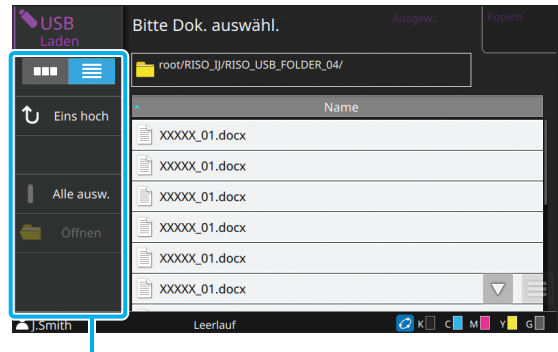 USB
Laden
Bitte Dok. auswähl.
Ausgew.:
Kopien
root/RISO_IJ/RISO_USB_FOLDER_04/
Name
Eins hoch
XXXXX_01.docx
XXXXX_01.docx
XXXXX_01.docx
Alle ausw.
XXXXX_01.docx
Öffnen
XXXXX_01.docx
XXXXX_01.docx
J.Smith
Leerlauf
K C M Y G